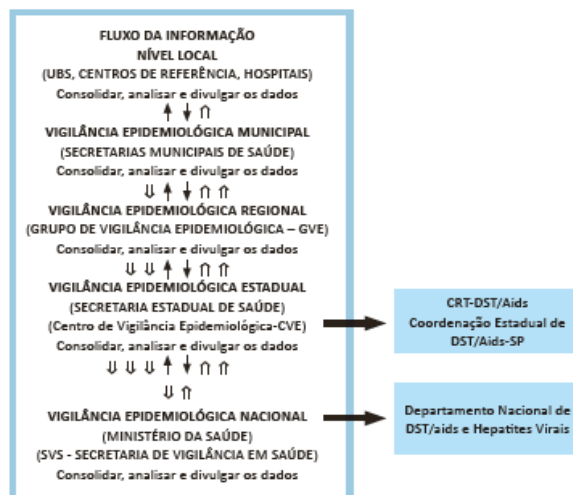 FLUXO DA INFORMAÇÃO
NÍVEL LOCAL
(UBS, CENTROS DE REFERÊNCIA, HOSPITAIS)
Consolidar, analisar e divulgar os dados
VIGILÂNCIA EPIDEMIOLÓGICA MUNICIPAL
(SECRETARIAS MUNICIPAIS DE SAÚDE)
Consolidar, analisar e divulgar os dados
VIGILÂNCIA EPIDEMIOLÓGICA REGIONAL
(GRUPO DE VIGILÂNCIA EPIDEMIOLÓGICA – GVE)
Consolidar, analisar e divulgar os dados
VIGILÂNCIA EPIDEMIOLÓGICA ESTADUAL
(SECRETARIA ESTADUAL DE SAÚDE)
(Centro de Vigilância Epidemiológica-CVE)
Consolidar, analisar e divulgar os dados
CRT-DST/Aids
Coordenação Estadual de
DST/Aids-SP
VIGILÂNCIA EPIDEMIOLÓGICA NACIONAL
(MINISTÉRIO DA SAÚDE)
(SVS - SECRETARIA DE VIGILÂNCIA EM SAÚDE)
Consolidar, analisar e divulgar os dados
Departamento Nacional de
DST/aids e Hepatites Virais